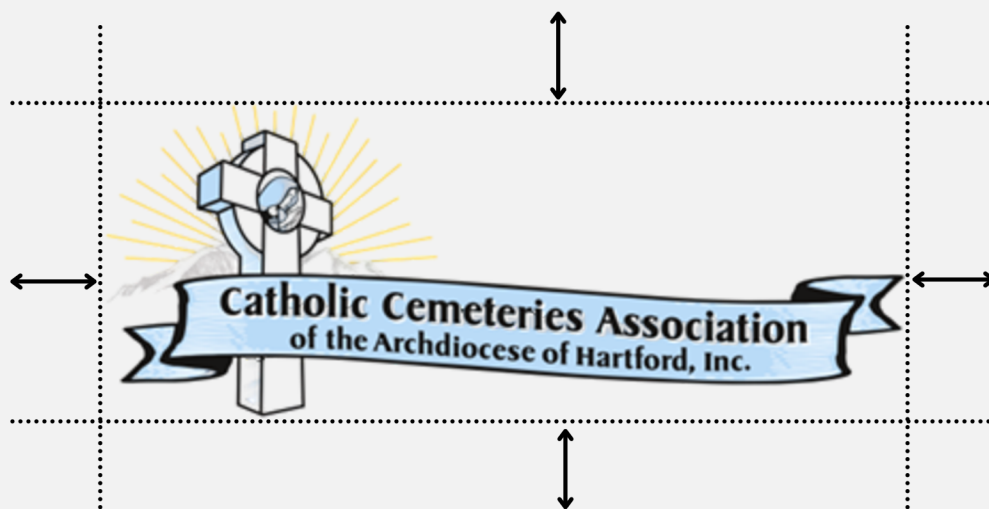 Catholic Cemeteries Association
of the Archdiocese of Hartford, Inc.